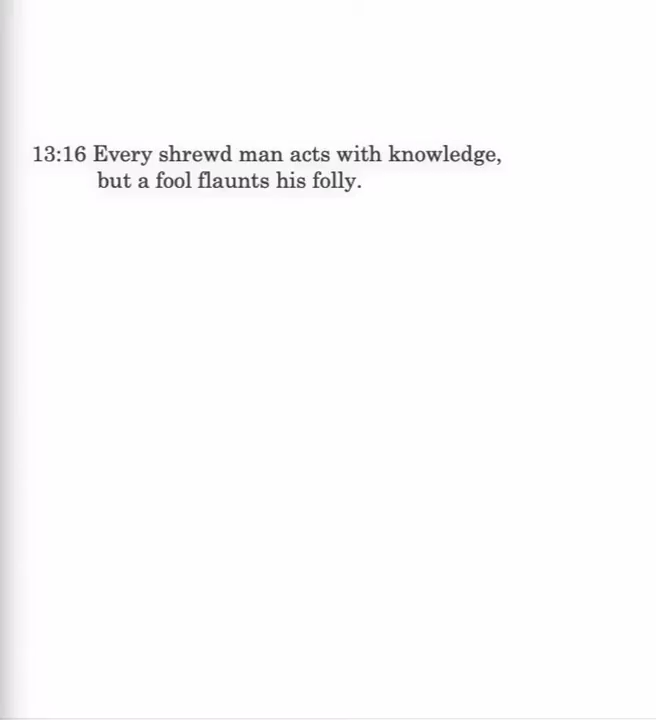 13:16 Every shrewd man acts with knowledge,
but a fool flaunts his folly.